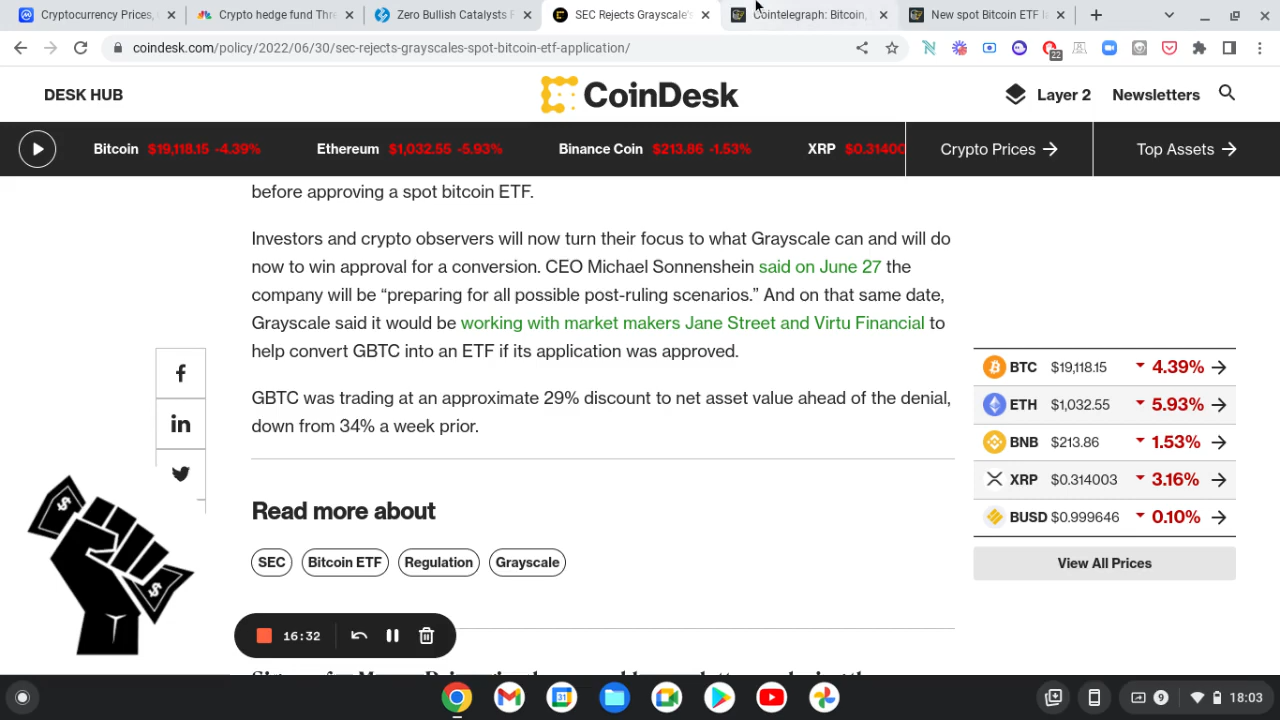 Cryptocurrency Prices,
Crypto hedge fund Thre
Zero Bullish Catalysts F
SEC Rejects Grayscale's
Cointelegraph: Bitcoin,
New spot Bitcoin ETF la
coindesk.com/policy/2022/06/30/sec-rejects-grayscales-spot-bitcoin-etf-application/
22
DESK HUB
CoinDesk
Layer 2
Newsletters
Bitcoin $19,118.15 -4.39%
Ethereum $1,032.55 -5.93%
Binance Coin $213.86 -1.53%
XRP $0.31400
Crypto Prices →
Top Assets →
before approving a spot bitcoin ETF.
Investors and crypto observers will now turn their focus to what Grayscale can and will do
now to win approval for a conversion. CEO Michael Sonnenshein said on June 27 the
company will be “preparing for all possible post-ruling scenarios.” And on that same date,
Grayscale said it would be working with market makers Jane Street and Virtu Financial to
help convert GBTC into an ETF if its application was approved.
GBTC was trading at an approximate 29% discount to net asset value ahead of the denial,
down from 34% a week prior.
Read more about
SEC
Bitcoin ETF
Regulation
Grayscale
BTC $19,118.15 4.39% →
ETH $1,032.55 5.93% →
BNB $213.86 1.53% →
XRP $0.314003 3.16% →
BUSD $0.999646 0.10% →
View All Prices
$
$
16:32
31
9
18:03